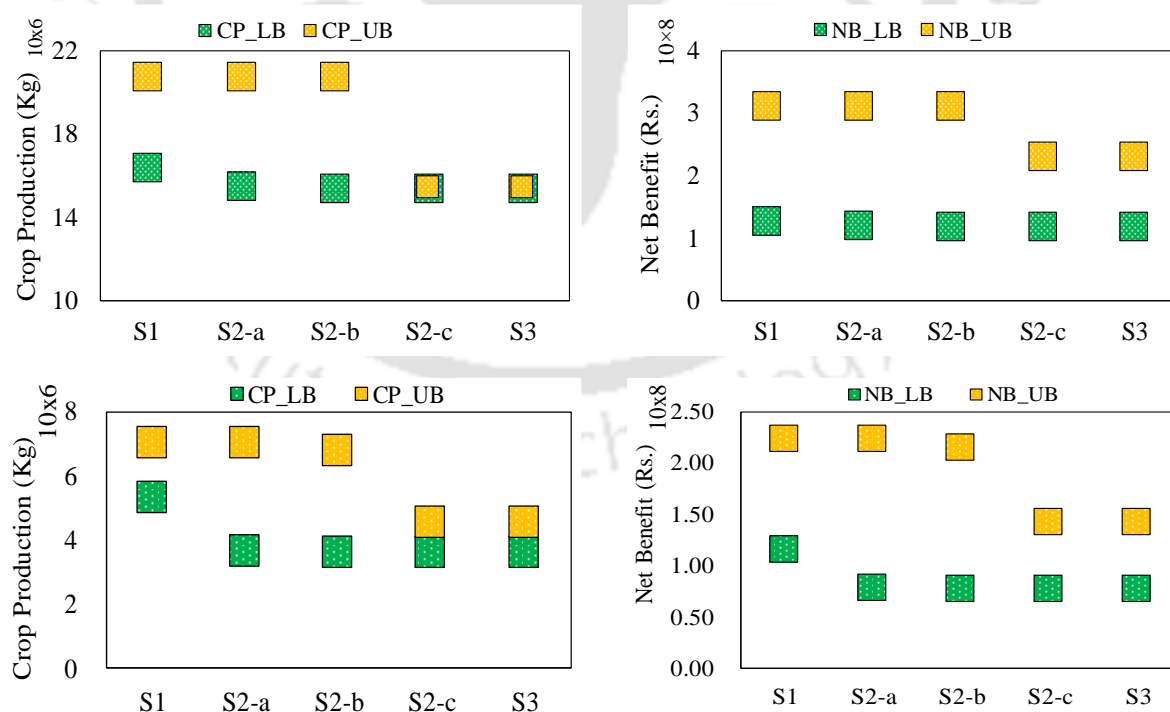 CP_LB CP_UB
10x6
Crop Production (Kg)
22
18
14
10
S1 S2-a S2-b S2-c S3
NB_LB NB_UB
10×8
Net Benefit (Rs.)
4
3
2
1
0
S1 S2-a S2-b S2-c S3
CP_LB CP_UB
10x6
Crop Production (Kg)
8
6
4
2
0
S1 S2-a S2-b S2-c S3
NB_LB NB_UB
10x8
Net Benefit (Rs.)
2.50
2.00
1.50
1.00
0.50
0.00
S1 S2-a S2-b S2-c S3